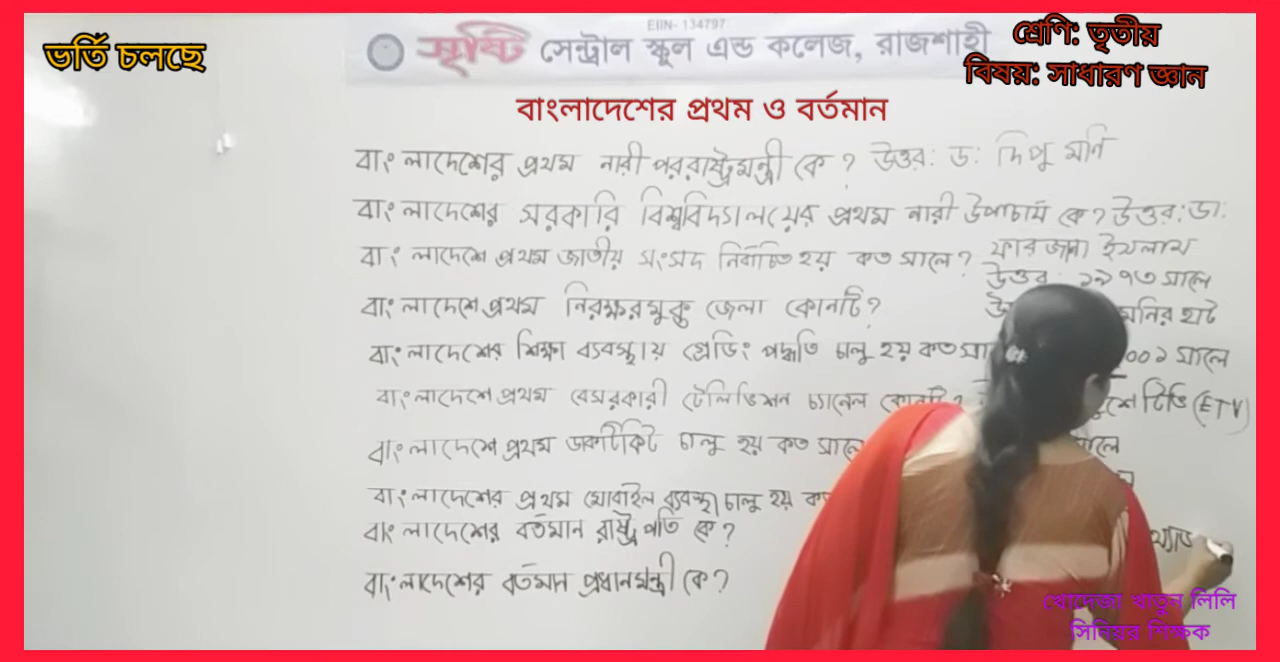 EIIN- 134797
ভর্তি চলছে
সৃষ্টি সেন্ট্রাল স্কুল এন্ড কলেজ, রাজশাহী
শ্রেণি: তৃতীয়
বিষয়: সাধারণ জ্ঞান
বাংলাদেশের প্রথম ও বর্তমান
বাংলাদেশের প্রথম নারী পররাষ্ট্রমন্ত্রী কে? উত্তর: ড: দিপু মনি
বাংলাদেশের সরকারি বিশ্ববিদ্যালয়ের প্রথম নারী উপাচার্য কে? উত্তর: ডা:
ফারজানা ইসলাম
বাংলাদেশে প্রথম জাতীয় সংসদ নির্বাচিত হয় কত সালে?
উত্তর: ১৯৭৩ সালে
বাংলাদেশে প্রথম নিরক্ষরমুক্ত জেলা কোনটি? মনির হাট
বাংলাদেশের শিক্ষা ব্যবস্থায় গ্রেডিং পদ্ধতি চালু হয় কত ০০১ সালে
বাংলাদেশে প্রথম বেসরকারী টেলিভিশন চ্যানেল কোনটি? শে টিভি (ETV)
বাংলাদেশে প্রথম ডাকটিকিট চালু হয় কত সালে
বাংলাদেশের প্রথম মোবাইল ব্যবস্থা চালু হয়
বাংলাদেশের বর্তমান রাষ্ট্রপতি কে?
বাংলাদেশের বর্তমান প্রধানমন্ত্রী কে?
খোদেজা খাতুন লিলি
সিনিয়র শিক্ষক